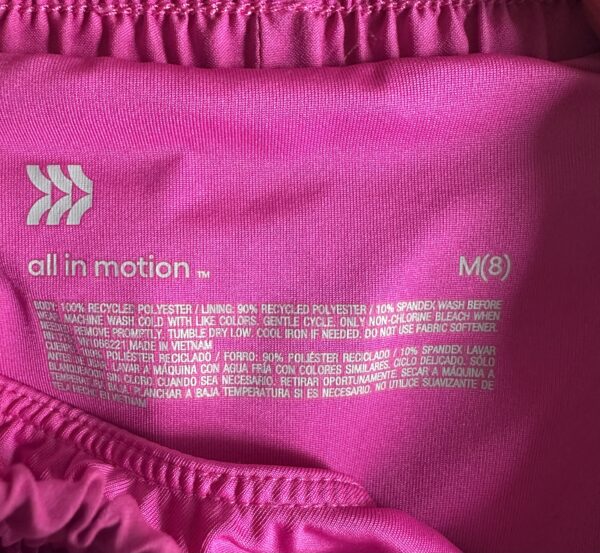 all in motion ™
M(8)
BODY: 100% RECYCLED POLYESTER / LINING: 90% RECYCLED POLYESTER / 10% SPANDEX WASH BEFORE
WEAR. MACHINE WASH COLD WITH LIKE COLORS. GENTLE CYCLE. ONLY NON-CHLORINE BLEACH WHEN
NEEDED. REMOVE PROMPTLY. TUMBLE DRY LOW. COOL IRON IF NEEDED. DO NOT USE FABRIC SOFTENER.
MADE IN VIETNAM
100% POLIÉSTER RECICLADO / FORRO: 90% POLIÉSTER RECICLADO / 10% SPANDEX LAVAR
ANTES DE LAVAR A MÁQUINA CON AGUA FRÍA CON COLORES SIMILARES. CICLO DELICADO. SÓLO
BLANQUEADOR SIN CLORO, CUANDO SEA NECESARIO. RETIRAR OPORTUNAMENTE. SECAR A MÁQUINA A
TEMPERATURA PLANCHAR A BAJA TEMPERATURA SI ES NECESARIO. NO UTILICE SUAVIZANTE DE
HECHO EN VIETNAM